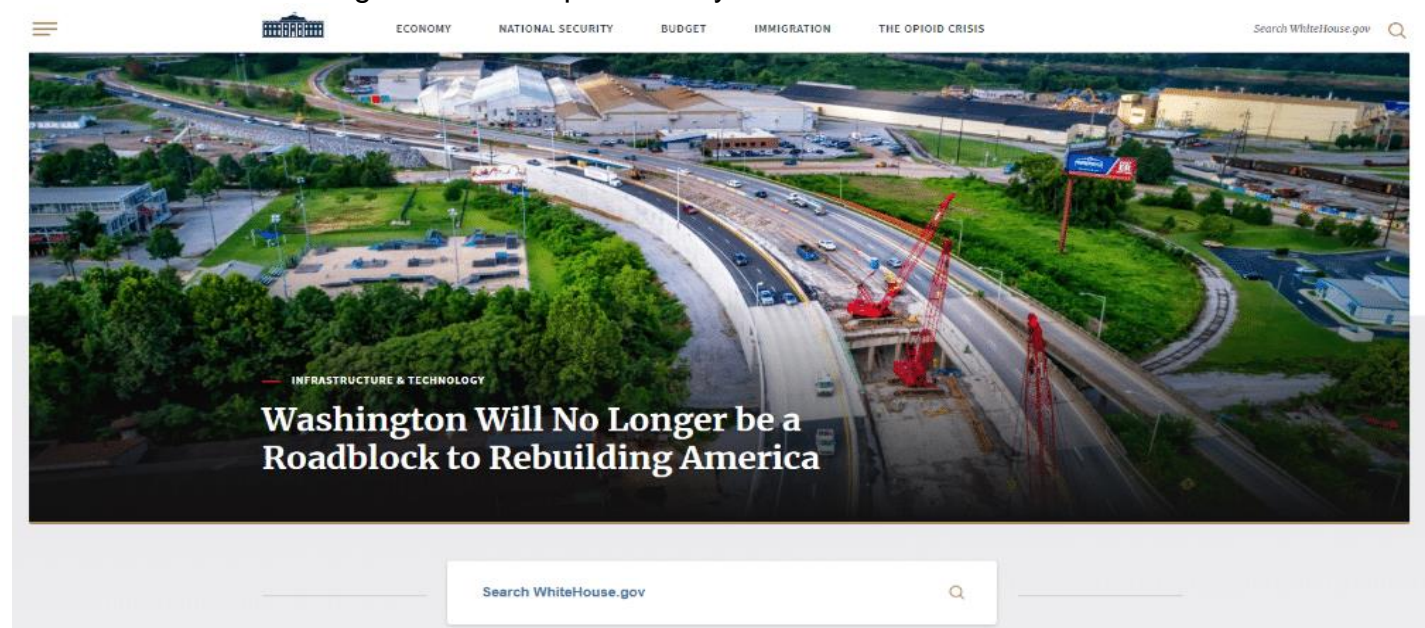 ECONOMY NATIONAL SECURITY BUDGET IMMIGRATION THE OPIOID CRISIS Search WhiteHouse.gov
INFRASTRUCTURE & TECHNOLOGY
Washington Will No Longer be a
Roadblock to Rebuilding America
Search WhiteHouse.gov